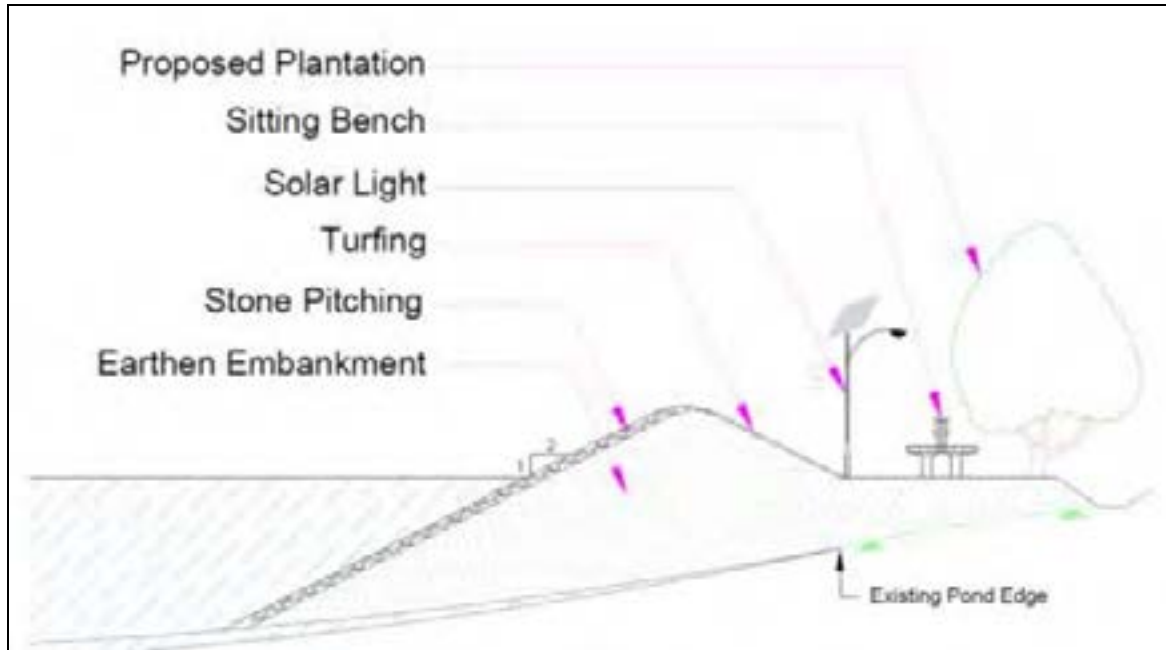 Proposed Plantation
Sitting Bench
Solar Light
Turfing
Stone Pitching
Earthen Embankment
2
1
Existing Pond Edge